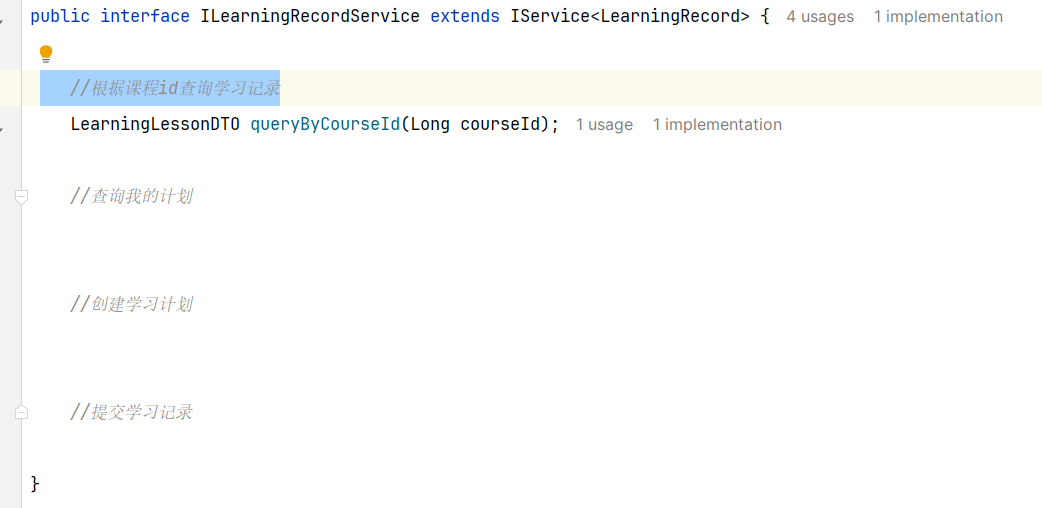 public interface ILearningRecordService extends IService<LearningRecord> { 4 usages 1 implementation
//根据课程id查询学习记录
LearningLessonDTO queryByCourseId(Long courseId); 1 usage 1 implementation
//查询我的计划
//创建学习计划
//提交学习记录
}